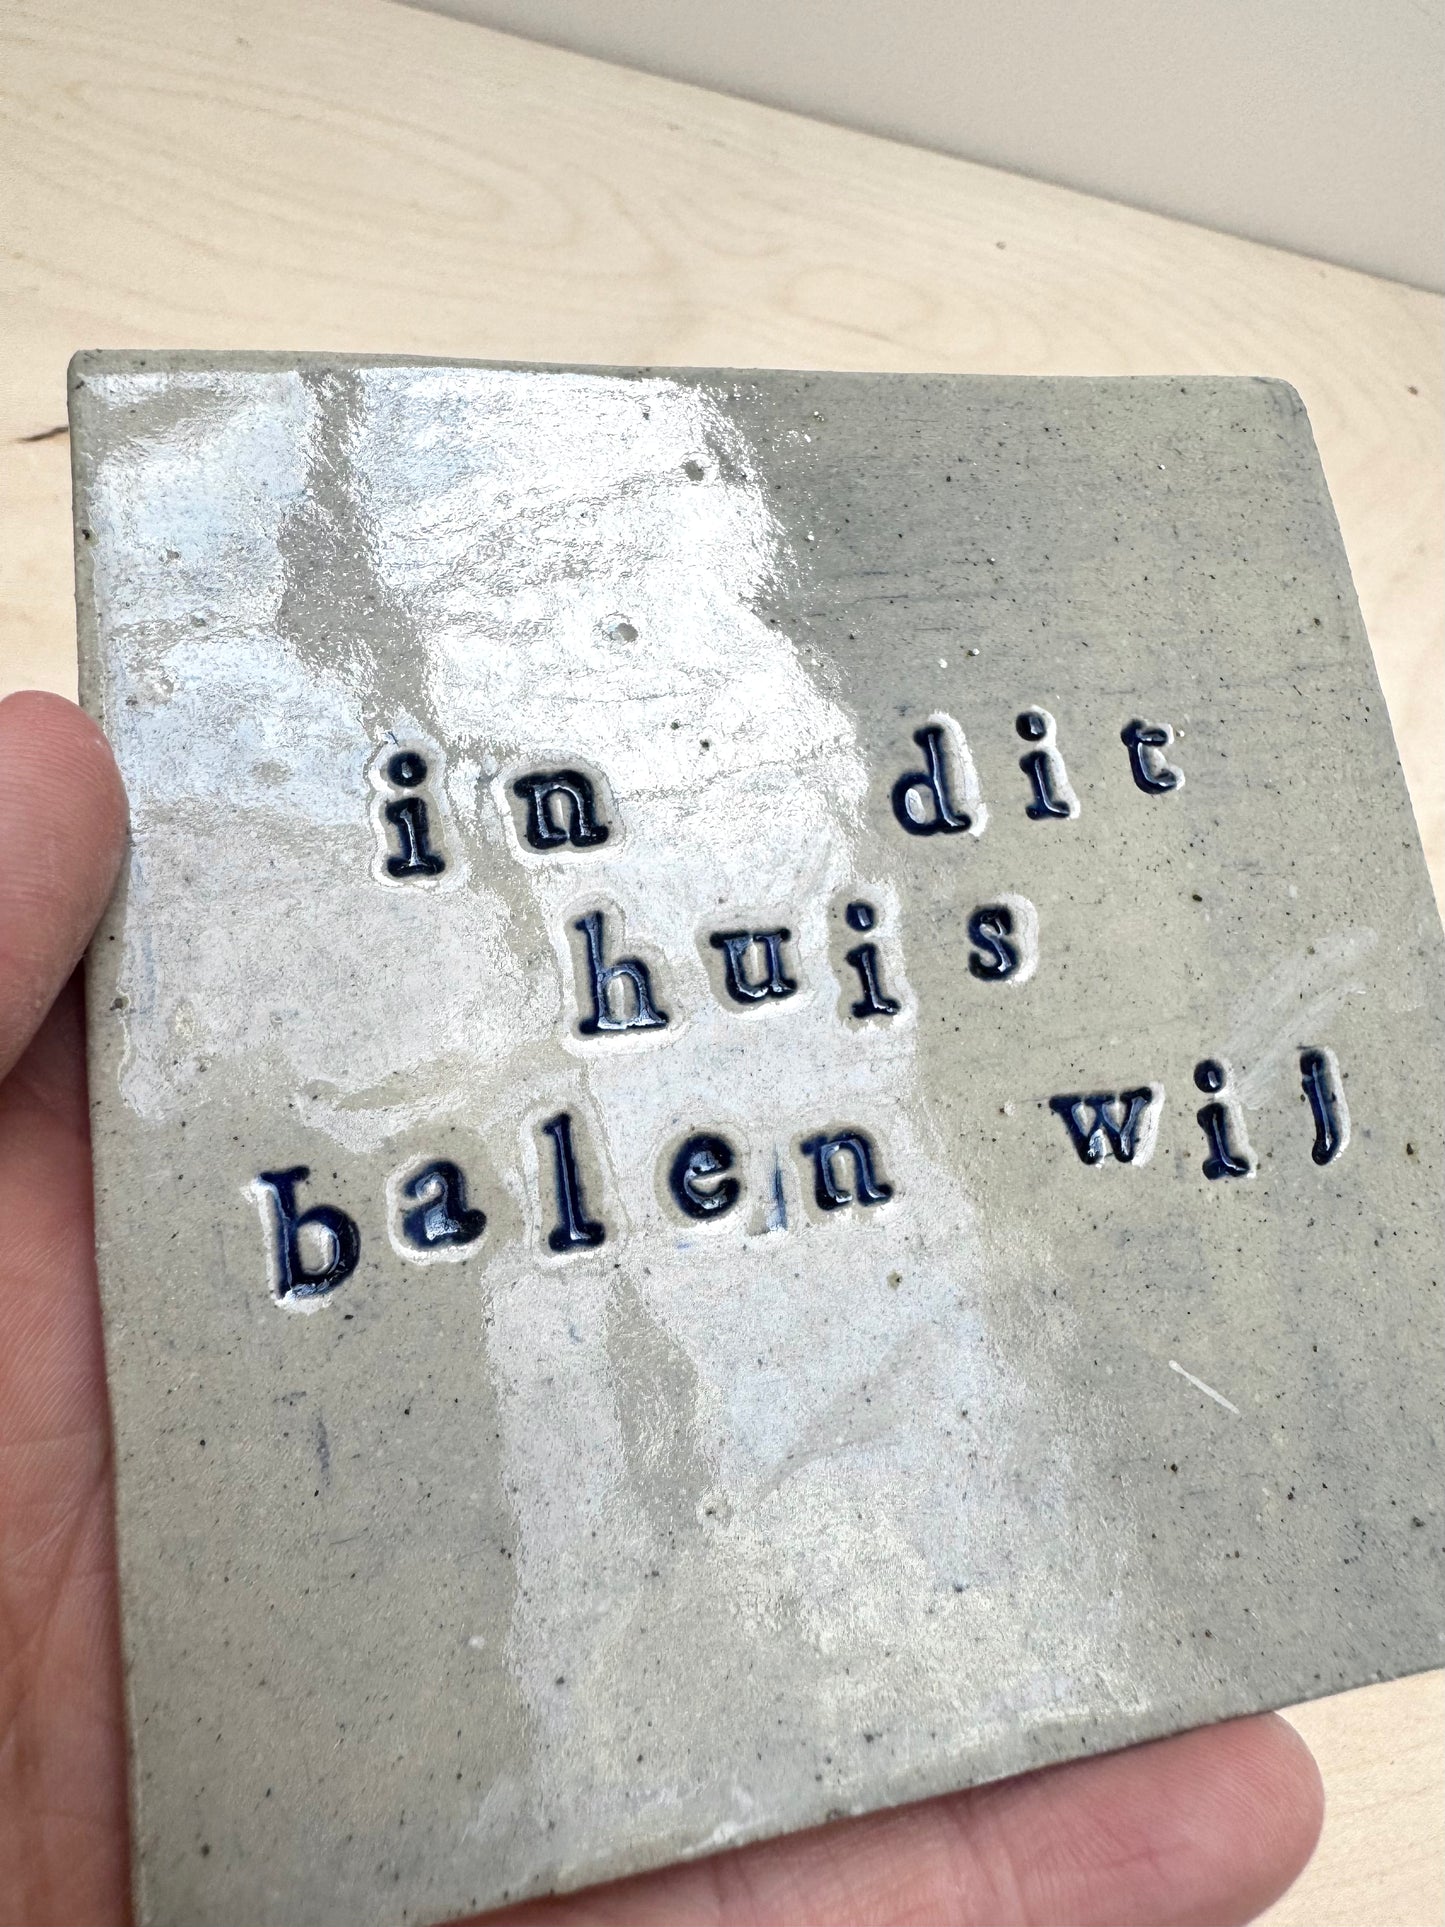 in dit
huis
balen wij